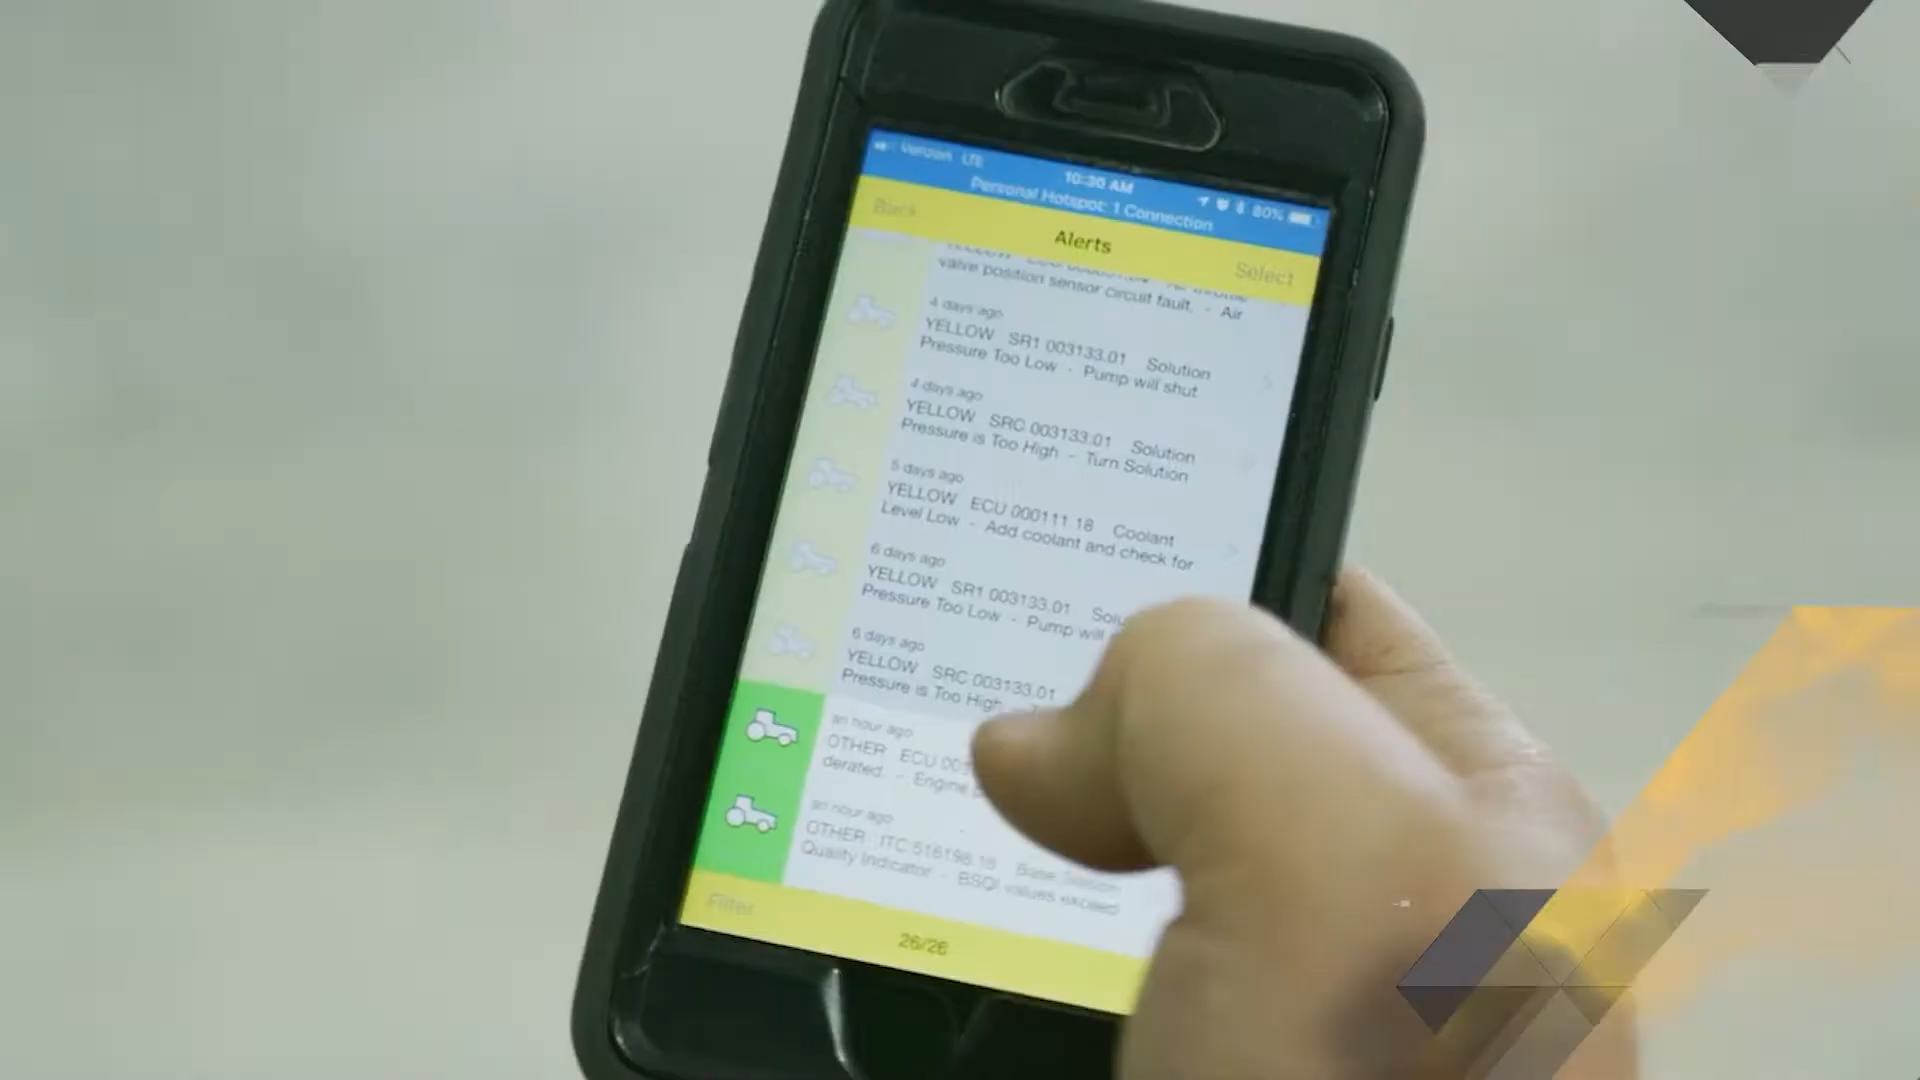 Verizon LTE
10:30 AM
80%
Personal Hotspot: 1 Connection
Back
Alerts
Select
YELLOW
valve position sensor circuit fault. - Air
4 days ago
YELLOW SR1 003133.01 Solution
Pressure Too Low - Pump will shut
4 days ago
YELLOW SRC 003133.01 Solution
Pressure is Too High - Turn Solution
5 days ago
YELLOW ECU 000111.18 Coolant
Level Low - Add coolant and check for
6 days ago
YELLOW SR1 003133.01
Pressure Too Low - Pump will
6 days ago
YELLOW SRC 003133.01
Pressure is Too High -
an hour ago
OTHER ECU
derated. - Engine
an hour ago
OTHER ITC Base Station
Quality Indicator - BSQI values exceed
Filter
26/26